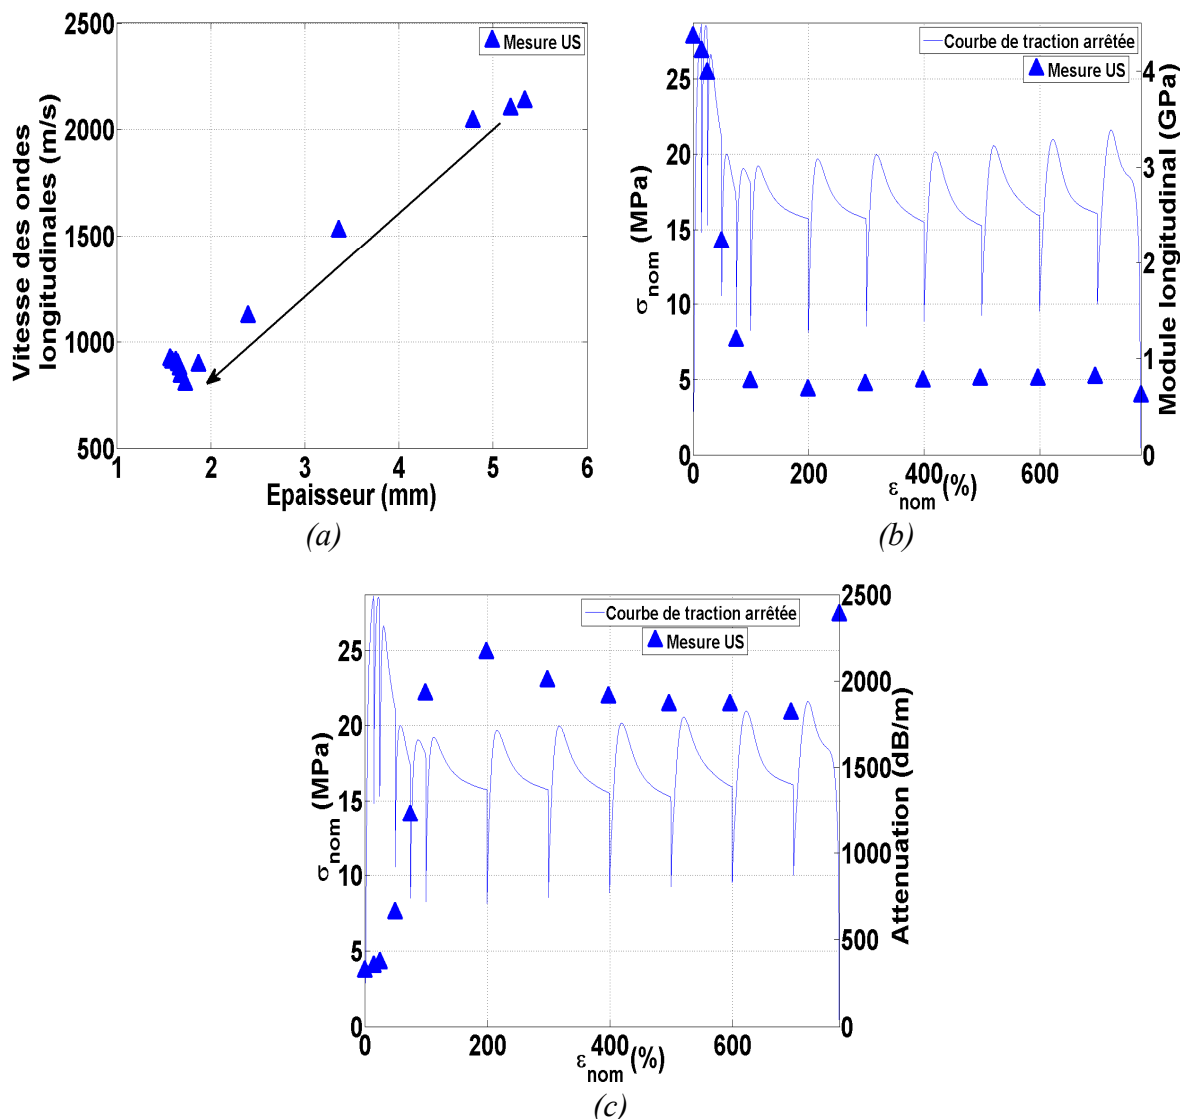 2500
2000
1500
1000
500
Vitesse des ondes
longitudinales (m/s)
Mesure US
1 2 3 4 5 6
Epaisseur (mm)
(a)
25
20
15
10
5
0
σnom (MPa)
Courbe de traction arrêtée
Mesure US
4
3
2
1
0
Module longitudinal (GPa)
0 200 400 600
εnom (%)
(b)
25
20
15
10
5
0
σnom (MPa)
Courbe de traction arrêtée
Mesure US
2500
2000
1500
1000
500
0
Attenuation (dB/m)
0 200 400 600
εnom (%)
(c)